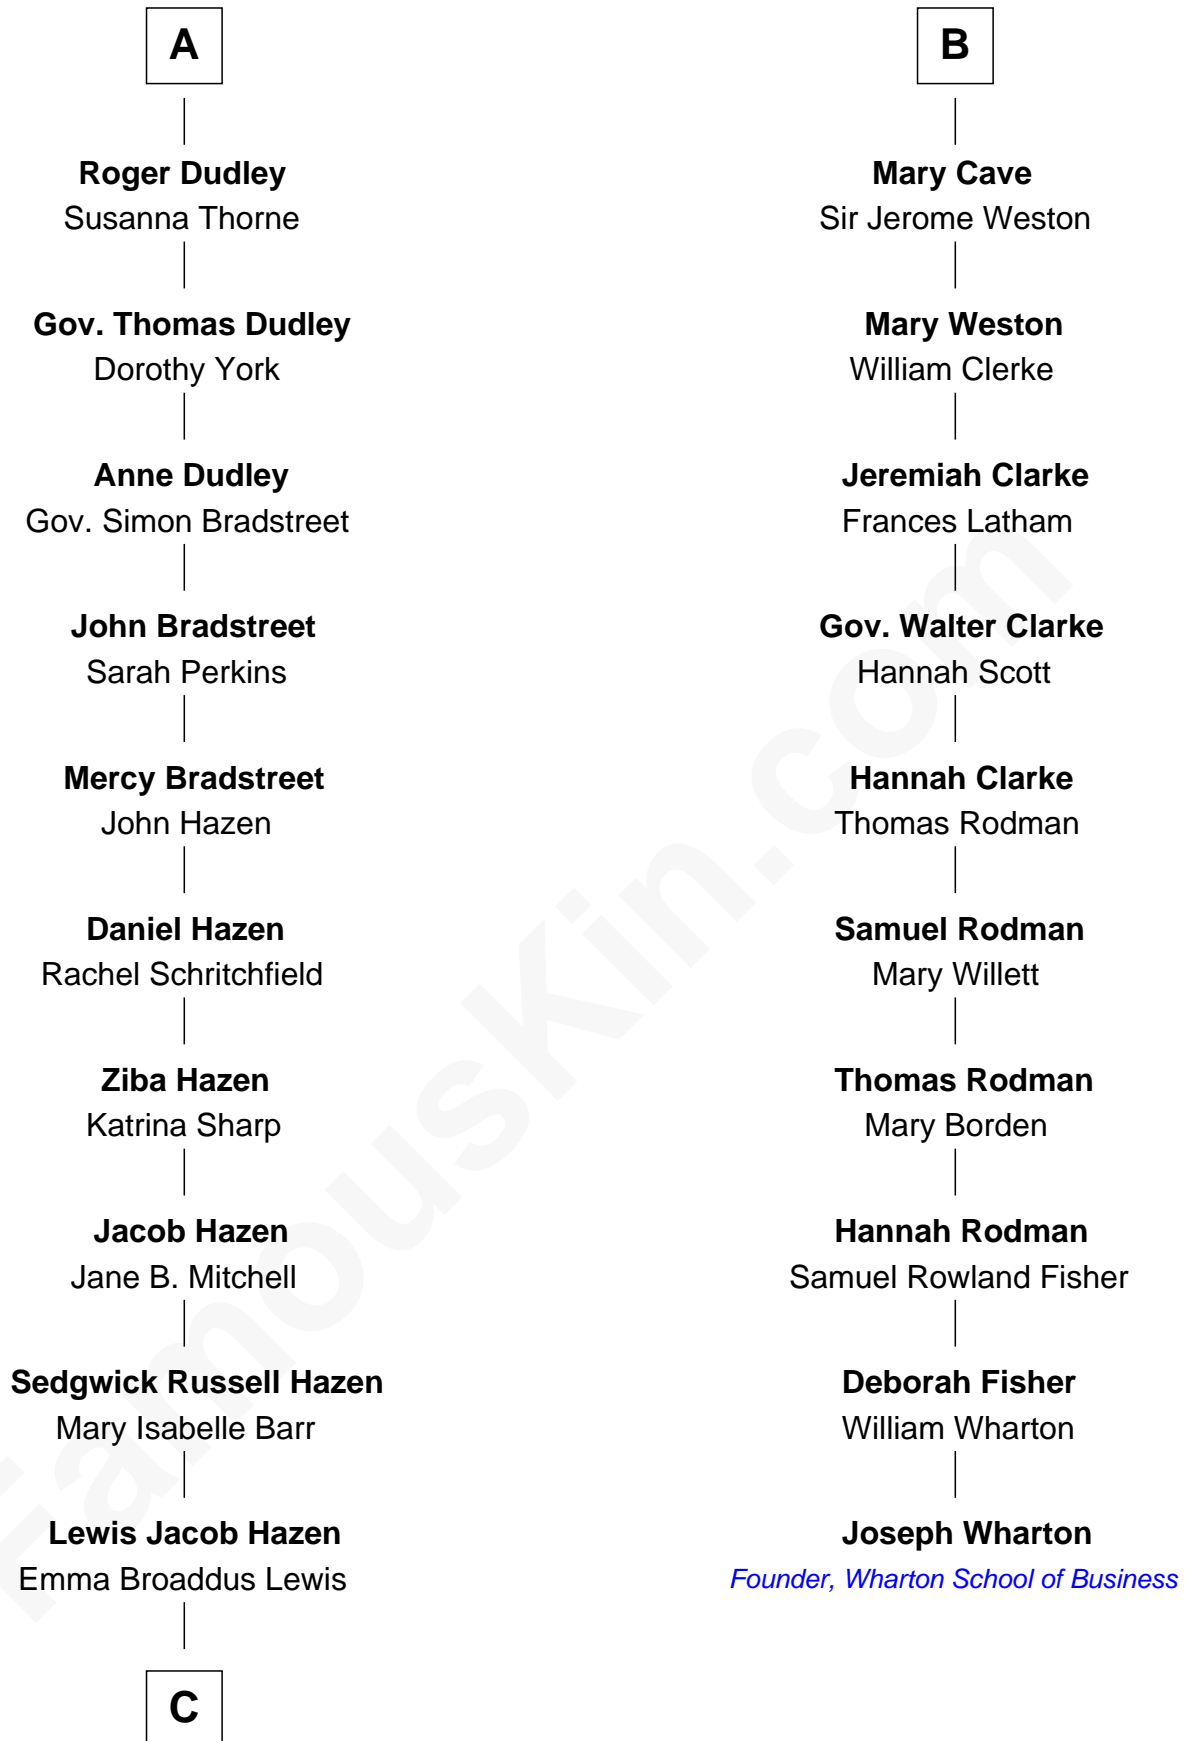 A
Roger Dudley
Susanna Thorne
Gov. Thomas Dudley
Dorothy York
Anne Dudley
Gov. Simon Bradstreet
John Bradstreet
Sarah Perkins
Mercy Bradstreet
John Hazen
Daniel Hazen
Rachel Schritchfield
Ziba Hazen
Katrina Sharp
Jacob Hazen
Jane B. Mitchell
Sedgwick Russell Hazen
Mary Isabelle Barr
Lewis Jacob Hazen
Emma Broaddus Lewis
C
B
Mary Cave
Sir Jerome Weston
Mary Weston
William Clerke
Jeremiah Clarke
Frances Latham
Gov. Walter Clarke
Hannah Scott
Hannah Clarke
Thomas Rodman
Samuel Rodman
Mary Willett
Thomas Rodman
Mary Borden
Hannah Rodman
Samuel Rowland Fisher
Deborah Fisher
William Wharton
Joseph Wharton
Founder, Wharton School of Business
FamousKin.com